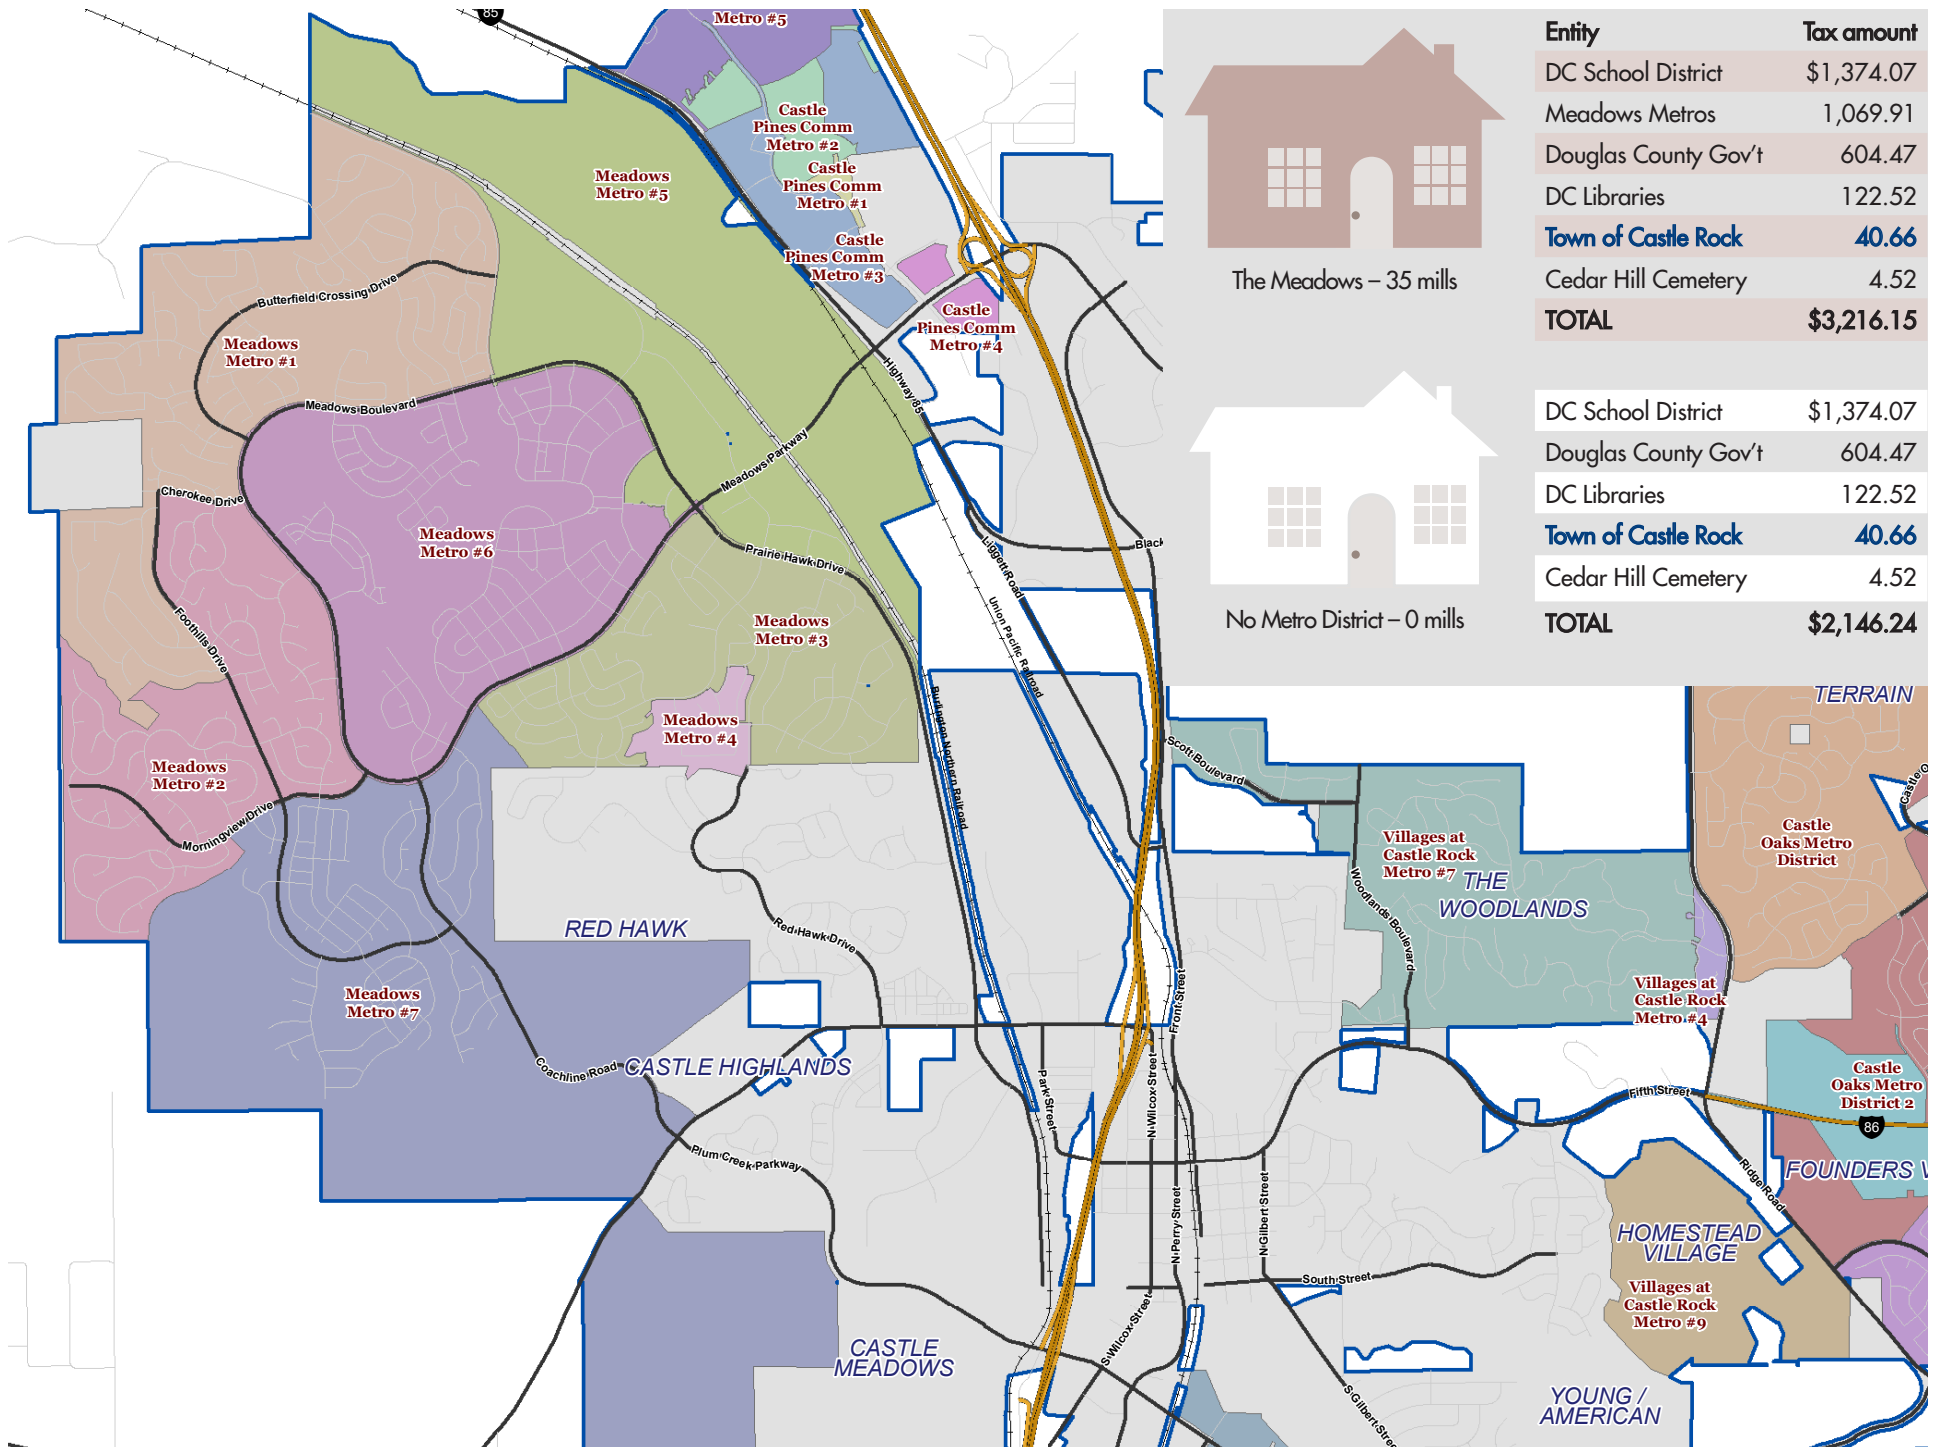 85
Metro #5
Castle
Pines Comm
Metro #2
Castle
Pines Comm
Metro #1
Castle
Pines Comm
Metro #3
Castle
Pines Comm
Metro #4
Meadows
Metro #5
Butterfield Crossing Drive
Meadows
Metro #1
Meadows Boulevard
Highway 85
Meadows Parkway
Cherokee Drive
Meadows
Metro #6
Prairie Hawk Drive
Liggett Road
Black
Union Pacific Railroad
Foothills Drive
Meadows
Metro #3
Meadows
Metro #4
Burlington Northern Railroad
Meadows
Metro #2
Morningview Drive
RED HAWK
Red Hawk Drive
Meadows
Metro #7
Coachline Road
CASTLE HIGHLANDS
Plum Creek Parkway
Park Street
N Wilcox Street
Front Street
N Perry Street
N Gilbert Street
South Street
S Wilcox Street
S Gilbert Stree
CASTLE
MEADOWS
YOUNG /
AMERICAN
Scott Boulevard
Woodlands Boulevard
Villages at
Castle Rock
Metro #7
THE
WOODLANDS
Villages at
Castle Rock
Metro #4
Fifth Street
Ridge Road
HOMESTEAD
VILLAGE
Villages at
Castle Rock
Metro #9
TERRAIN
Castle O
Castle
Oaks Metro
District
Castle
Oaks Metro
District 2
86
FOUNDERS V
The Meadows – 35 mills
Entity Tax amount
DC School District $1,374.07
Meadows Metros 1,069.91
Douglas County Gov’t 604.47
DC Libraries 122.52
Town of Castle Rock 40.66
Cedar Hill Cemetery 4.52
TOTAL $3,216.15
No Metro District – 0 mills
DC School District $1,374.07
Douglas County Gov’t 604.47
DC Libraries 122.52
Town of Castle Rock 40.66
Cedar Hill Cemetery 4.52
TOTAL $2,146.24